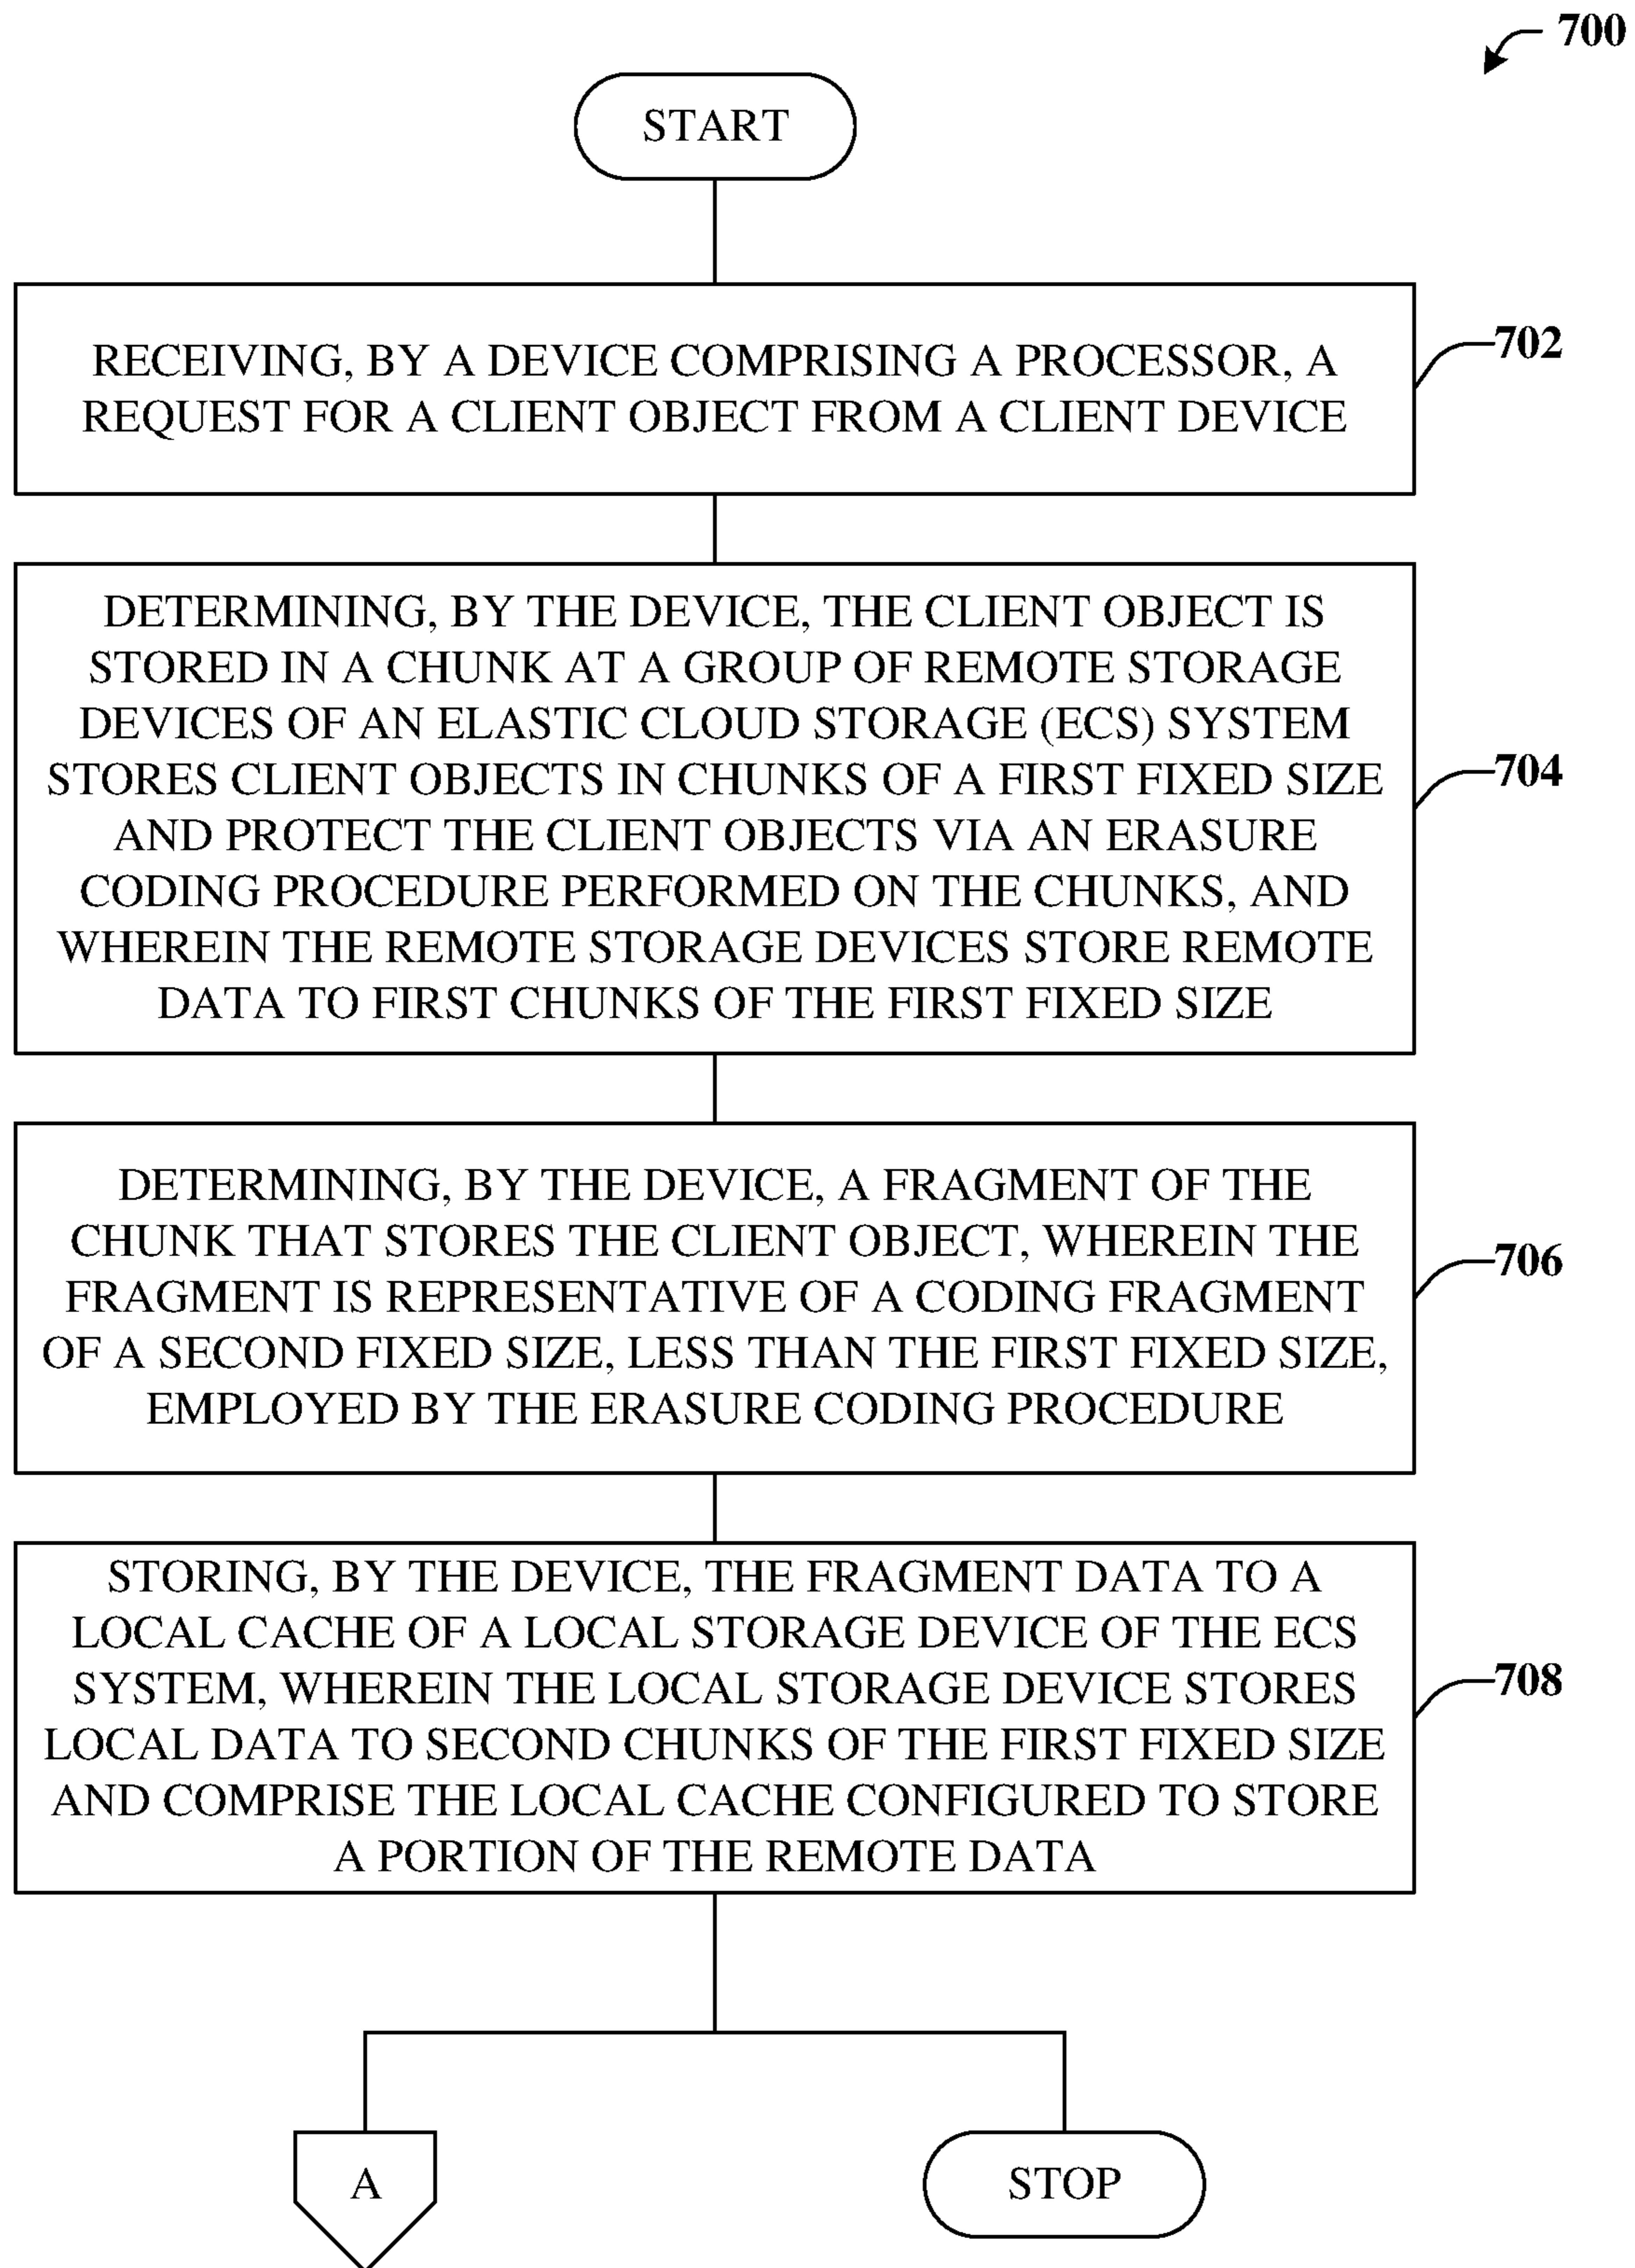 700
START
RECEIVING, BY A DEVICE COMPRISING A PROCESSOR, A
REQUEST FOR A CLIENT OBJECT FROM A CLIENT DEVICE
702
DETERMINING, BY THE DEVICE, THE CLIENT OBJECT IS
STORED IN A CHUNK AT A GROUP OF REMOTE STORAGE
DEVICES OF AN ELASTIC CLOUD STORAGE (ECS) SYSTEM
STORES CLIENT OBJECTS IN CHUNKS OF A FIRST FIXED SIZE
AND PROTECT THE CLIENT OBJECTS VIA AN ERASURE
CODING PROCEDURE PERFORMED ON THE CHUNKS, AND
WHEREIN THE REMOTE STORAGE DEVICES STORE REMOTE
DATA TO FIRST CHUNKS OF THE FIRST FIXED SIZE
704
DETERMINING, BY THE DEVICE, A FRAGMENT OF THE
CHUNK THAT STORES THE CLIENT OBJECT, WHEREIN THE
FRAGMENT IS REPRESENTATIVE OF A CODING FRAGMENT
OF A SECOND FIXED SIZE, LESS THAN THE FIRST FIXED SIZE,
EMPLOYED BY THE ERASURE CODING PROCEDURE
706
STORING, BY THE DEVICE, THE FRAGMENT DATA TO A
LOCAL CACHE OF A LOCAL STORAGE DEVICE OF THE ECS
SYSTEM, WHEREIN THE LOCAL STORAGE DEVICE STORES
LOCAL DATA TO SECOND CHUNKS OF THE FIRST FIXED SIZE
AND COMPRISE THE LOCAL CACHE CONFIGURED TO STORE
A PORTION OF THE REMOTE DATA
708
A
STOP